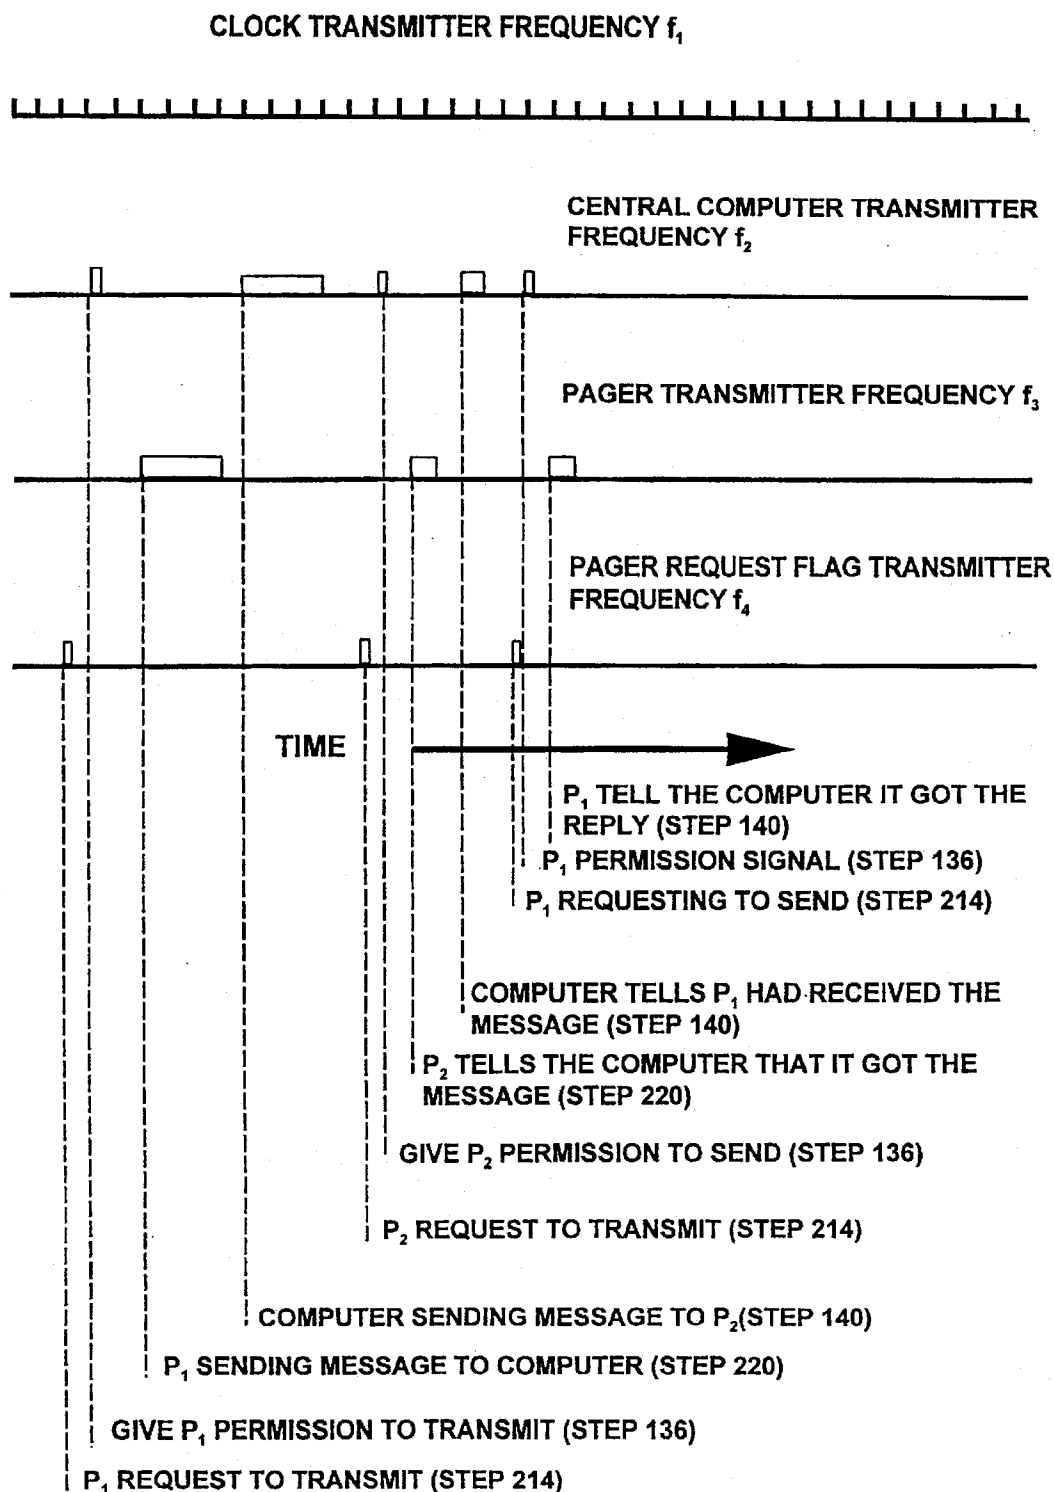 CLOCK TRANSMITTER FREQUENCY f₁
CENTRAL COMPUTER TRANSMITTER
FREQUENCY f₂
PAGER TRANSMITTER FREQUENCY f₃
PAGER REQUEST FLAG TRANSMITTER
FREQUENCY f₄
TIME
P₁ TELL THE COMPUTER IT GOT THE
REPLY (STEP 140)
P₁ PERMISSION SIGNAL (STEP 136)
P₁ REQUESTING TO SEND (STEP 214)
COMPUTER TELLS P₁ HAD RECEIVED THE
MESSAGE (STEP 140)
P₂ TELLS THE COMPUTER THAT IT GOT THE
MESSAGE (STEP 220)
GIVE P₂ PERMISSION TO SEND (STEP 136)
P₂ REQUEST TO TRANSMIT (STEP 214)
COMPUTER SENDING MESSAGE TO P₂(STEP 140)
P₁ SENDING MESSAGE TO COMPUTER (STEP 220)
GIVE P₁ PERMISSION TO TRANSMIT (STEP 136)
P₁ REQUEST TO TRANSMIT (STEP 214)